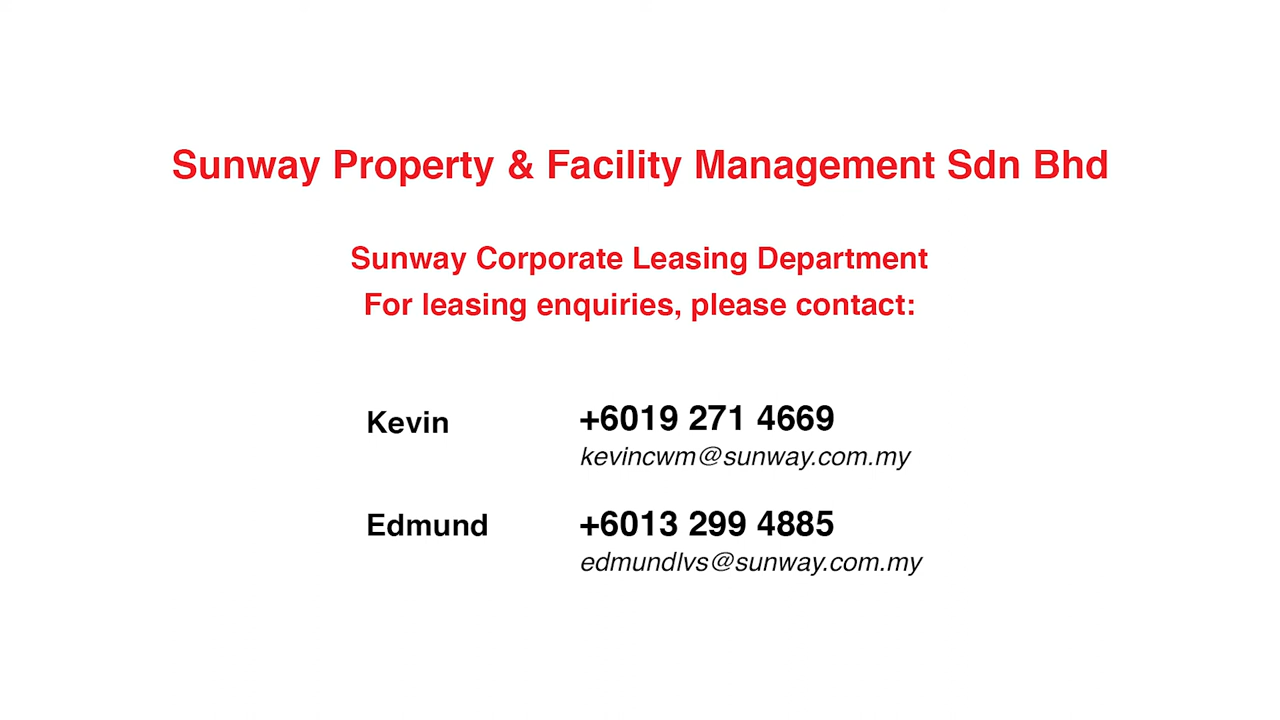 Sunway Property & Facility Management Sdn Bhd
Sunway Corporate Leasing Department
For leasing enquiries, please contact:
Kevin +6019 271 4669
kevincwm@sunway.com.my
Edmund +6013 299 4885
edmundlvs@sunway.com.my